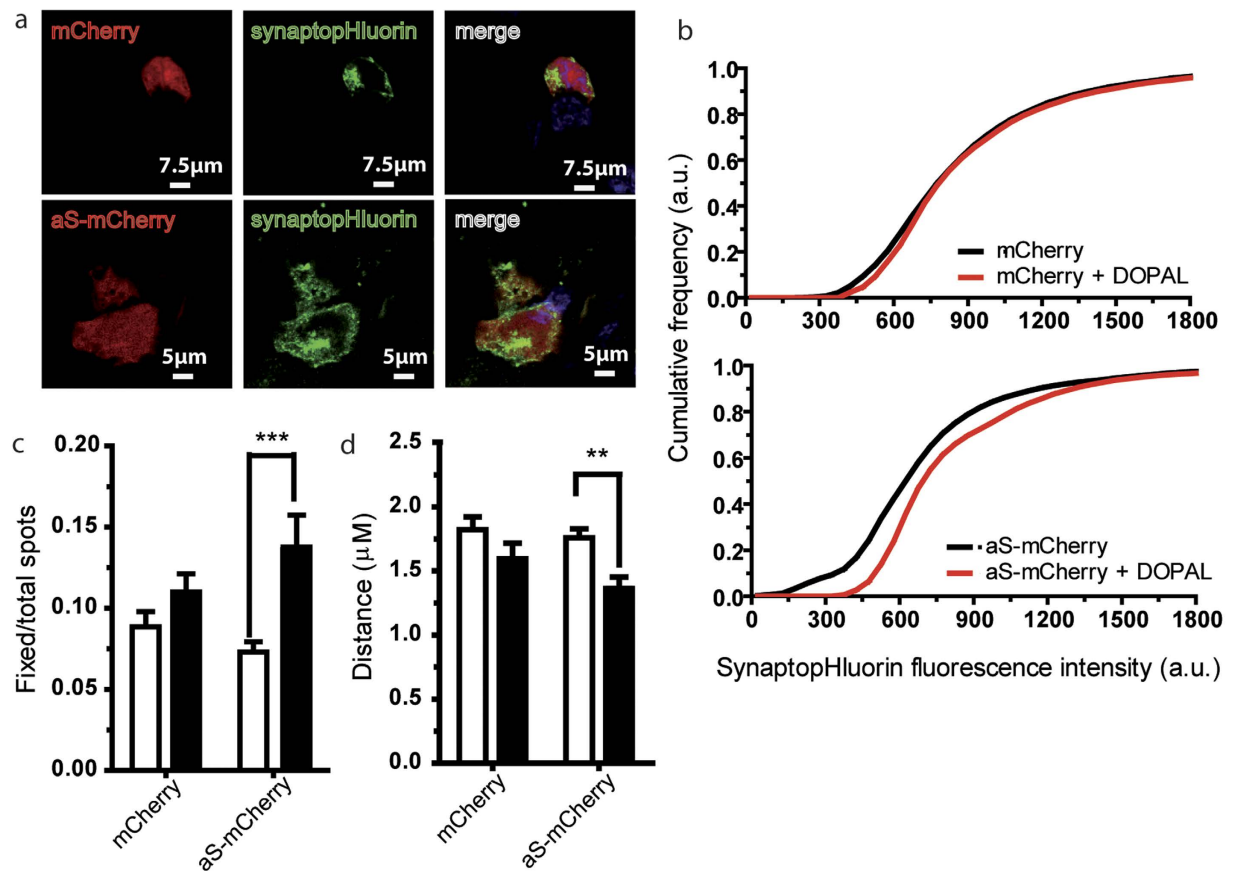 a
mCherry
synaptopHluorin
merge
7.5µm
7.5µm
7.5µm
aS-mCherry
synaptopHluorin
merge
5µm
5µm
5µm
b
Cumulative frequency (a.u.)
1.0
0.8
0.6
0.4
0.2
0.0
mCherry
mCherry + DOPAL
0 300 600 900 1200 1500 1800
1.0
0.8
0.6
0.4
0.2
0.0
aS-mCherry
aS-mCherry + DOPAL
0 300 600 900 1200 1500 1800
SynaptopHluorin fluorescence intensity (a.u.)
c
Fixed/total spots
0.20
0.15
0.10
0.05
0.00
***
mCherry
aS-mCherry
d
Distance (µM)
2.5
2.0
1.5
1.0
0.5
0.0
**
mCherry
aS-mCherry